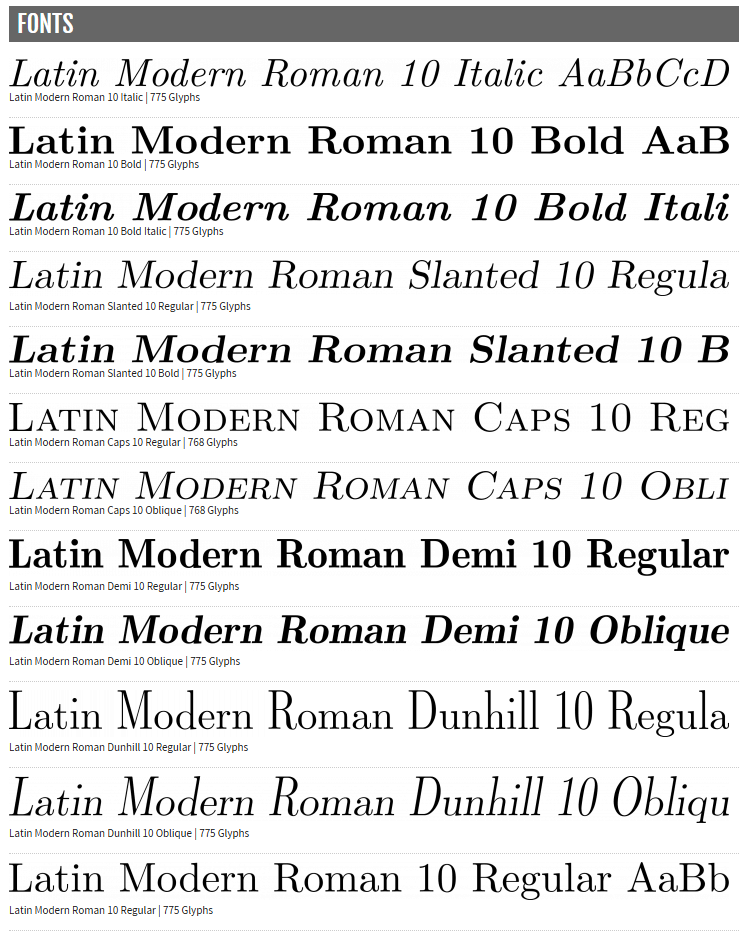 FONTS
Latin Modern Roman 10 Italic AaBbCcD
Latin Modern Roman 10 Italic | 775 Glyphs
Latin Modern Roman 10 Bold AaB
Latin Modern Roman 10 Bold | 775 Glyphs
Latin Modern Roman 10 Bold Itali
Latin Modern Roman 10 Bold Italic | 775 Glyphs
Latin Modern Roman Slanted 10 Regula
Latin Modern Roman Slanted 10 Regular | 775 Glyphs
Latin Modern Roman Slanted 10 B
Latin Modern Roman Slanted 10 Bold | 775 Glyphs
Latin Modern Roman Caps 10 Reg
Latin Modern Roman Caps 10 Regular | 768 Glyphs
Latin Modern Roman Caps 10 Obli
Latin Modern Roman Caps 10 Oblique | 768 Glyphs
Latin Modern Roman Demi 10 Regular
Latin Modern Roman Demi 10 Regular | 775 Glyphs
Latin Modern Roman Demi 10 Oblique
Latin Modern Roman Demi 10 Oblique | 775 Glyphs
Latin Modern Roman Dunhill 10 Regula
Latin Modern Roman Dunhill 10 Regular | 775 Glyphs
Latin Modern Roman Dunhill 10 Obliqu
Latin Modern Roman Dunhill 10 Oblique | 775 Glyphs
Latin Modern Roman 10 Regular AaBb
Latin Modern Roman 10 Regular | 775 Glyphs